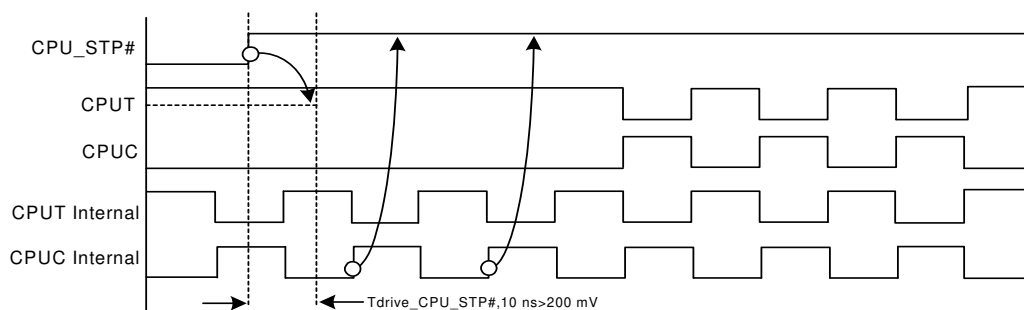 CPU_STP#
CPUT
CPUC
CPUT Internal
CPUC Internal
Tdrive_CPU_STP#,10 ns>200 mV